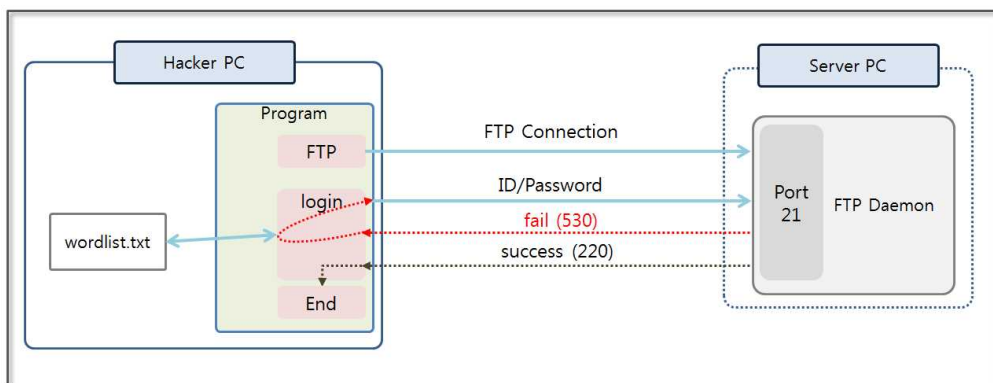 Hacker PC
Server PC
Program
FTP
FTP Connection
login
ID/Password
fail (530)
success (220)
wordlist.txt
Port
21
FTP Daemon
End